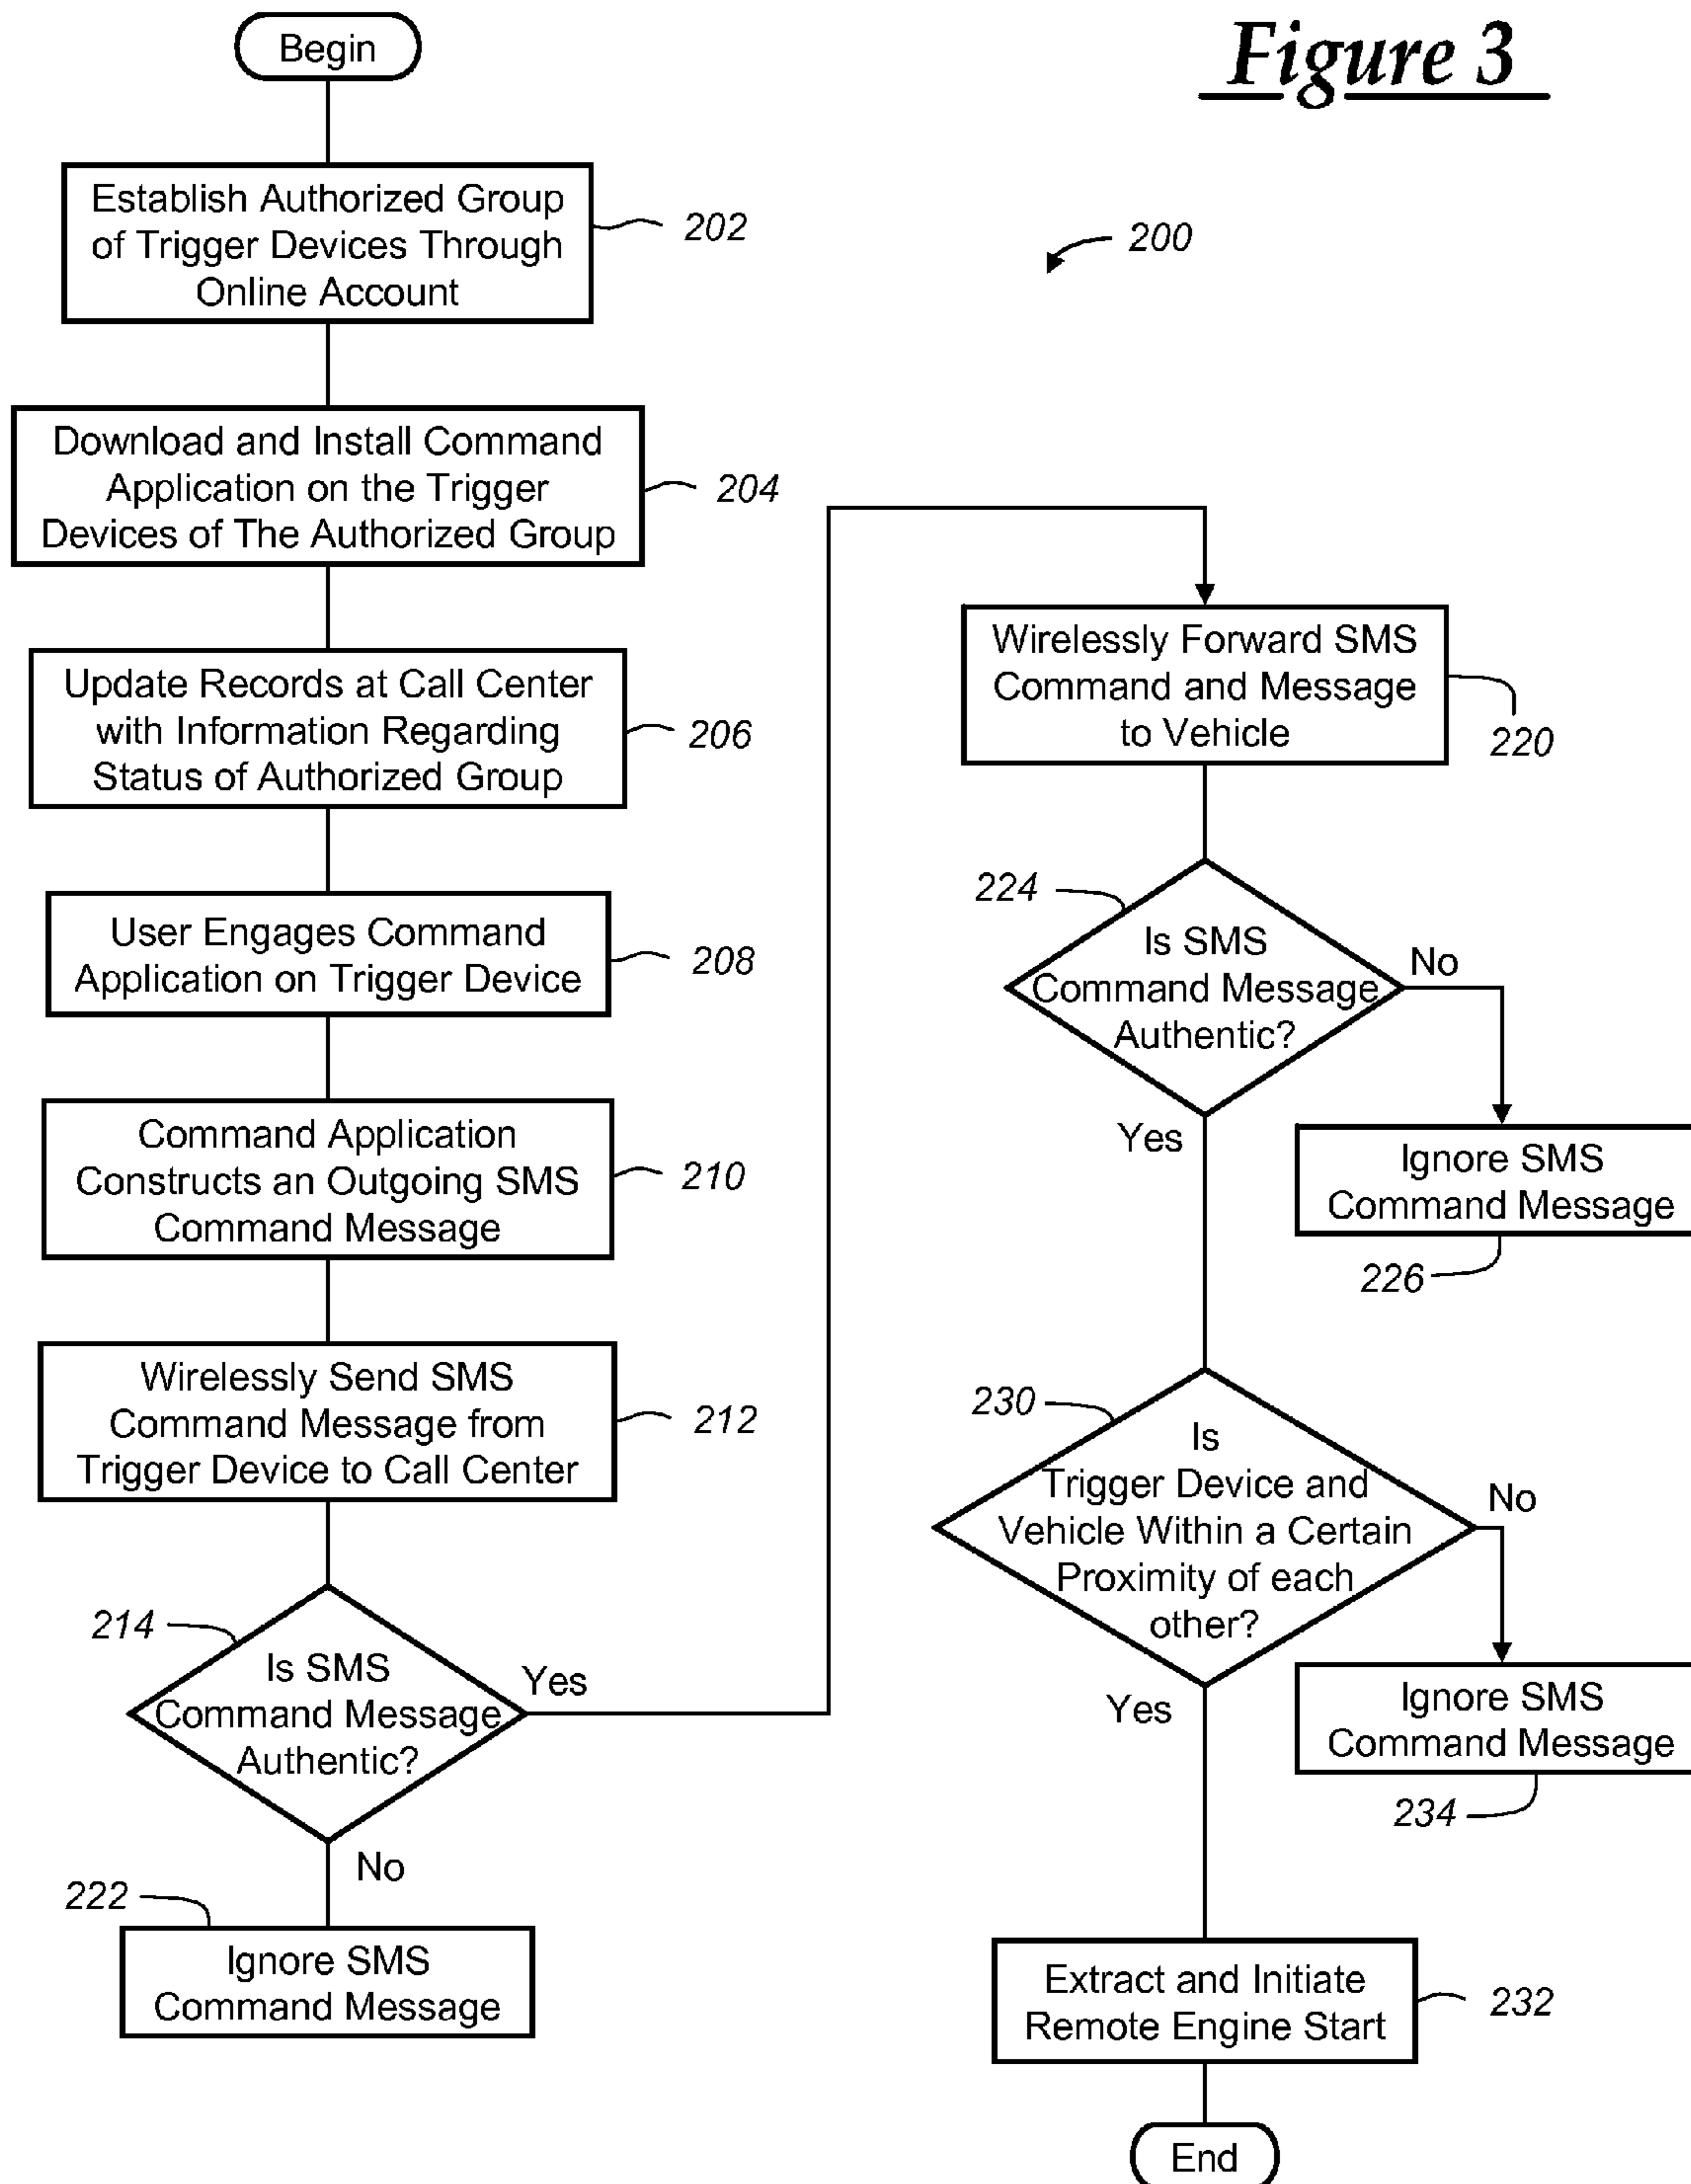 Figure 3
Begin
Establish Authorized Group
of Trigger Devices Through
Online Account
202
200
Download and Install Command
Application on the Trigger
Devices of The Authorized Group
204
Update Records at Call Center
with Information Regarding
Status of Authorized Group
206
User Engages Command
Application on Trigger Device
208
Command Application
Constructs an Outgoing SMS
Command Message
210
Wirelessly Send SMS
Command Message from
Trigger Device to Call Center
212
214
Is SMS
Command Message
Authentic?
Yes
No
222
Ignore SMS
Command Message
Wirelessly Forward SMS
Command and Message
to Vehicle
220
224
Is SMS
Command Message
Authentic?
No
Yes
Ignore SMS
Command Message
226
230
Is
Trigger Device and
Vehicle Within a Certain
Proximity of each
other?
No
Yes
Ignore SMS
Command Message
234
Extract and Initiate
Remote Engine Start
232
End